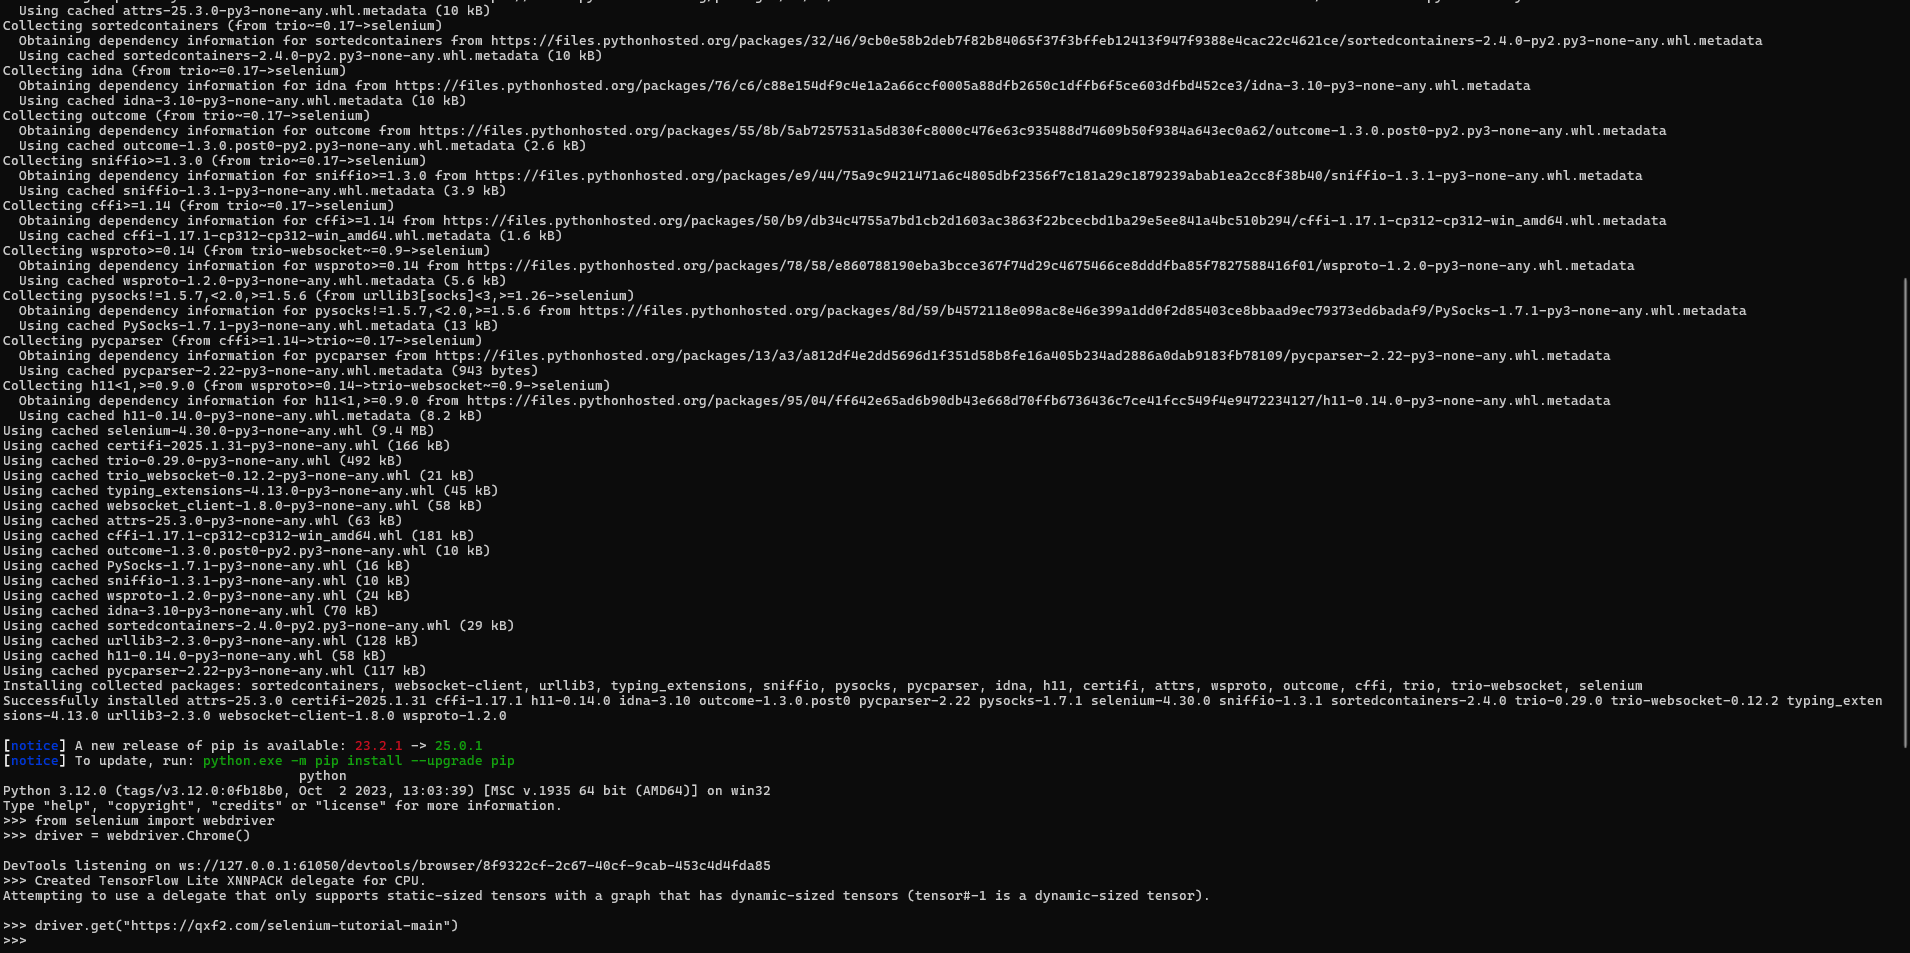 Using cached attrs-25.3.0-py3-none-any.whl.metadata (10 kB)
Collecting sortedcontainers (from trio~=0.17->selenium)
Obtaining dependency information for sortedcontainers from https://files.pythonhosted.org/packages/32/46/9cb0e58b2deb7f82b84065f37f3bffeb12413f947f9388e4cac22c4621ce/sortedcontainers-2.4.0-py2.py3-none-any.whl.metadata
Using cached sortedcontainers-2.4.0-py2.py3-none-any.whl.metadata (10 kB)
Collecting idna (from trio~=0.17->selenium)
Obtaining dependency information for idna from https://files.pythonhosted.org/packages/76/c6/c88e154df9c4e1a2a66ccf0005a88dfb2650c1dffb6f5ce603dfbd452ce3/idna-3.10-py3-none-any.whl.metadata
Using cached idna-3.10-py3-none-any.whl.metadata (10 kB)
Collecting outcome (from trio~=0.17->selenium)
Obtaining dependency information for outcome from https://files.pythonhosted.org/packages/55/8b/5ab7257531a5d830fc8000c476e63c935488d74609b50f9384a643ec0a62/outcome-1.3.0.post0-py2.py3-none-any.whl.metadata
Using cached outcome-1.3.0.post0-py2.py3-none-any.whl.metadata (2.6 kB)
Collecting sniffio>=1.3.0 (from trio~=0.17->selenium)
Obtaining dependency information for sniffio>=1.3.0 from https://files.pythonhosted.org/packages/e9/44/75a9c9421471a6c4805dbf2356f7c181a29c1879239abab1ea2cc8f38b40/sniffio-1.3.1-py3-none-any.whl.metadata
Using cached sniffio-1.3.1-py3-none-any.whl.metadata (3.9 kB)
Collecting cffi>=1.14 (from trio~=0.17->selenium)
Obtaining dependency information for cffi>=1.14 from https://files.pythonhosted.org/packages/50/b9/db34c4755a7bd1cb2d1603ac3863f22bcecbd1ba29e5ee841a4bc510b294/cffi-1.17.1-cp312-cp312-win_amd64.whl.metadata
Using cached cffi-1.17.1-cp312-cp312-win_amd64.whl.metadata (1.6 kB)
Collecting wsproto>=0.14 (from trio-websocket~=0.9->selenium)
Obtaining dependency information for wsproto>=0.14 from https://files.pythonhosted.org/packages/78/58/e860788190eba3bcce367f74d29c4675466ce8dddfba85f7827588416f01/wsproto-1.2.0-py3-none-any.whl.metadata
Using cached wsproto-1.2.0-py3-none-any.whl.metadata (5.6 kB)
Collecting pysocks!=1.5.7,<2.0,>=1.5.6 (from urllib3[socks]<3,>=1.26->selenium)
Obtaining dependency information for pysocks!=1.5.7,<2.0,>=1.5.6 from https://files.pythonhosted.org/packages/8d/59/b4572118e098ac8e46e399a1dd0f2d85403ce8bbaad9ec79373ed6badaf9/PySocks-1.7.1-py3-none-any.whl.metadata
Using cached PySocks-1.7.1-py3-none-any.whl.metadata (13 kB)
Collecting pycparser (from cffi>=1.14->trio~=0.17->selenium)
Obtaining dependency information for pycparser from https://files.pythonhosted.org/packages/13/a3/a812df4e2dd5696d1f351d58b8fe16a405b234ad2886a0dab9183fb78109/pycparser-2.22-py3-none-any.whl.metadata
Using cached pycparser-2.22-py3-none-any.whl.metadata (943 bytes)
Collecting h11<1,>=0.9.0 (from wsproto>=0.14->trio-websocket~=0.9->selenium)
Obtaining dependency information for h11<1,>=0.9.0 from https://files.pythonhosted.org/packages/95/04/ff642e65ad6b90db43e668d70ffb6736436c7ce41fcc549f4e9472234127/h11-0.14.0-py3-none-any.whl.metadata
Using cached h11-0.14.0-py3-none-any.whl.metadata (8.2 kB)
Using cached selenium-4.30.0-py3-none-any.whl (9.4 MB)
Using cached certifi-2025.1.31-py3-none-any.whl (166 kB)
Using cached trio-0.29.0-py3-none-any.whl (492 kB)
Using cached trio_websocket-0.12.2-py3-none-any.whl (21 kB)
Using cached typing_extensions-4.13.0-py3-none-any.whl (45 kB)
Using cached websocket_client-1.8.0-py3-none-any.whl (58 kB)
Using cached attrs-25.3.0-py3-none-any.whl (63 kB)
Using cached cffi-1.17.1-cp312-cp312-win_amd64.whl (181 kB)
Using cached outcome-1.3.0.post0-py2.py3-none-any.whl (10 kB)
Using cached PySocks-1.7.1-py3-none-any.whl (16 kB)
Using cached sniffio-1.3.1-py3-none-any.whl (10 kB)
Using cached wsproto-1.2.0-py3-none-any.whl (24 kB)
Using cached idna-3.10-py3-none-any.whl (70 kB)
Using cached sortedcontainers-2.4.0-py2.py3-none-any.whl (29 kB)
Using cached urllib3-2.3.0-py3-none-any.whl (128 kB)
Using cached h11-0.14.0-py3-none-any.whl (58 kB)
Using cached pycparser-2.22-py3-none-any.whl (117 kB)
Installing collected packages: sortedcontainers, websocket-client, urllib3, typing_extensions, sniffio, pysocks, pycparser, idna, h11, certifi, attrs, wsproto, outcome, cffi, trio, trio-websocket, selenium
Successfully installed attrs-25.3.0 certifi-2025.1.31 cffi-1.17.1 h11-0.14.0 idna-3.10 outcome-1.3.0.post0 pycparser-2.22 pysocks-1.7.1 selenium-4.30.0 sniffio-1.3.1 sortedcontainers-2.4.0 trio-0.29.0 trio-websocket-0.12.2 typing_exten
sions-4.13.0 urllib3-2.3.0 websocket-client-1.8.0 wsproto-1.2.0
[notice] A new release of pip is available: 23.2.1 -> 25.0.1
[notice] To update, run: python.exe -m pip install --upgrade pip
python
Python 3.12.0 (tags/v3.12.0:0fb18b0, Oct  2 2023, 13:03:39) [MSC v.1935 64 bit (AMD64)] on win32
Type "help", "copyright", "credits" or "license" for more information.
>>> from selenium import webdriver
>>> driver = webdriver.Chrome()
DevTools listening on ws://127.0.0.1:61050/devtools/browser/8f9322cf-2c67-40cf-9cab-453c4d4fda85
>>> Created TensorFlow Lite XNNPACK delegate for CPU.
Attempting to use a delegate that only supports static-sized tensors with a graph that has dynamic-sized tensors (tensor#-1 is a dynamic-sized tensor).
>>> driver.get("https://qxf2.com/selenium-tutorial-main")
>>>